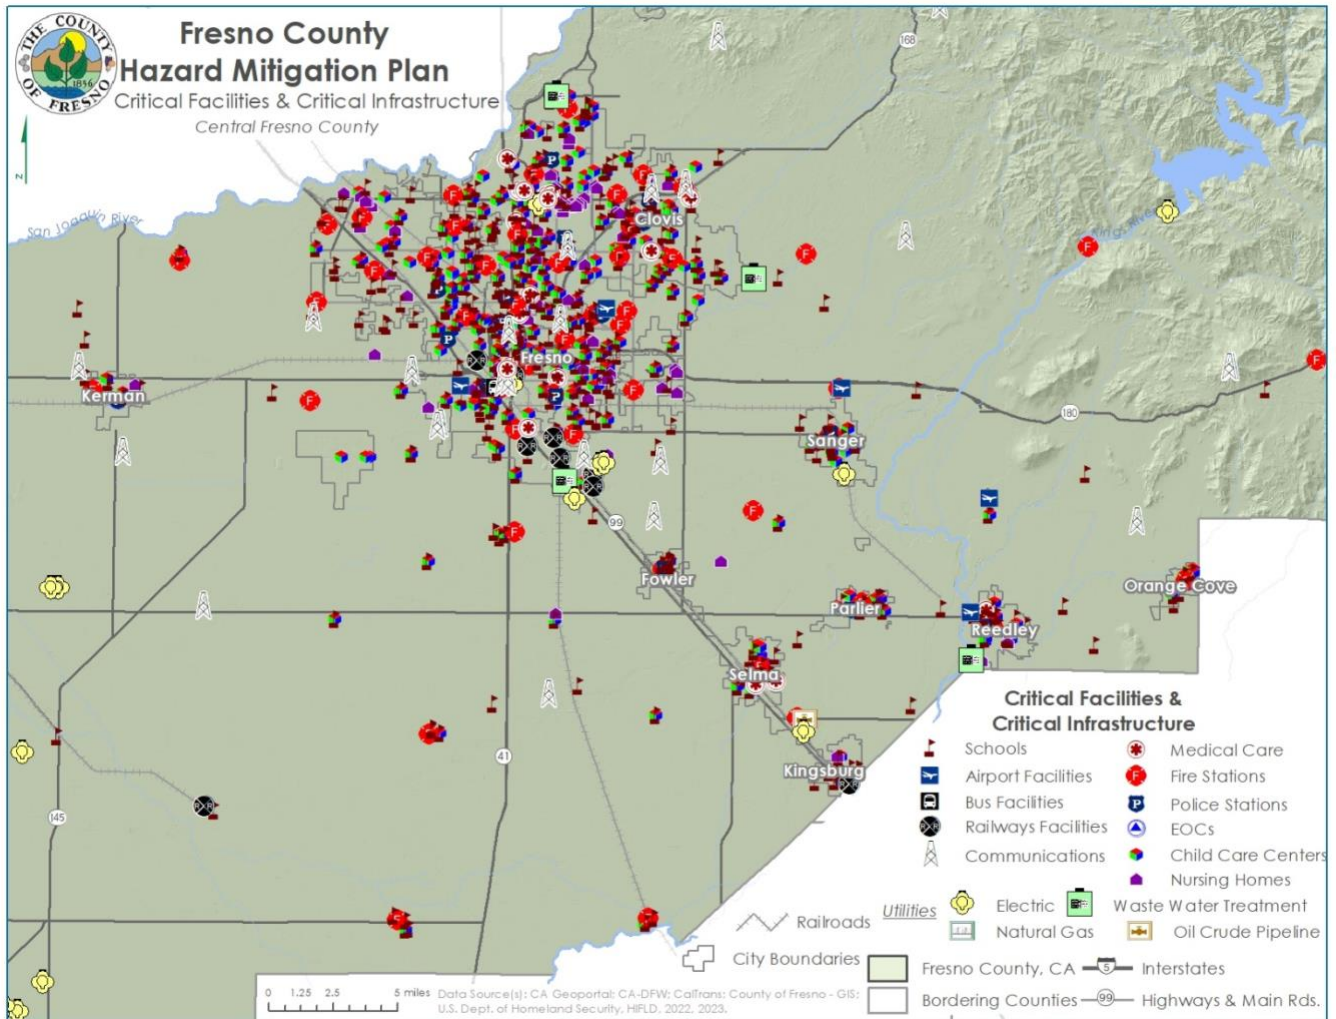 THE COUNTY OF FRESNO
1856
Fresno County
Hazard Mitigation Plan
Critical Facilities & Critical Infrastructure
Central Fresno County
N
168
San Joaquin River
Kings River
Clovis
Fresno
Kerman
180
Sanger
99
Fowler
Orange Cove
Parlier
Reedley
Selma
41
Kingsburg
145
Critical Facilities &
Critical Infrastructure
Schools
Medical Care
Airport Facilities
Fire Stations
Bus Facilities
Police Stations
Railways Facilities
EOCs
Communications
Child Care Centers
Nursing Homes
Railroads
Utilities
Electric
Waste Water Treatment
Natural Gas
Oil Crude Pipeline
City Boundaries
Fresno County, CA
5
Interstates
Bordering Counties
99
Highways & Main Rds.
0 1.25 2.5 5 miles
Data Source(s): CA Geoportal; CA-DFW; CalTrans; County of Fresno - GIS;
U.S. Dept. of Homeland Security, HIFLD, 2022, 2023.